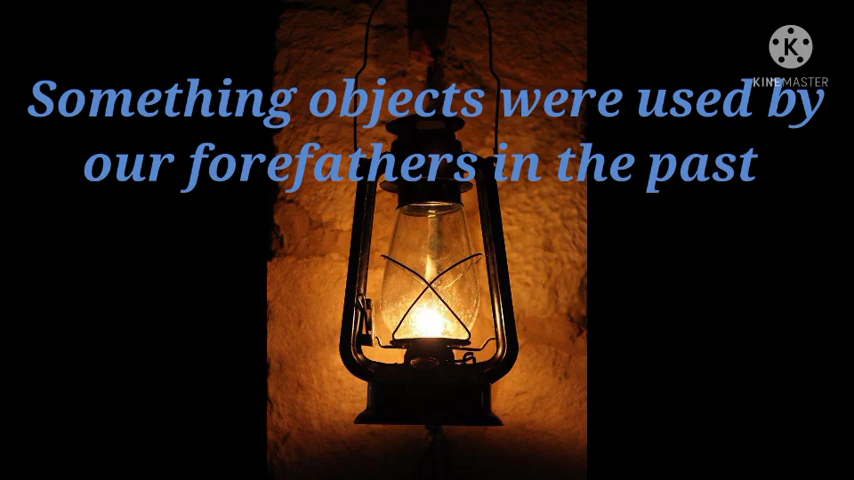 K
KINEMASTER
Something objects were used by
our forefathers in the past